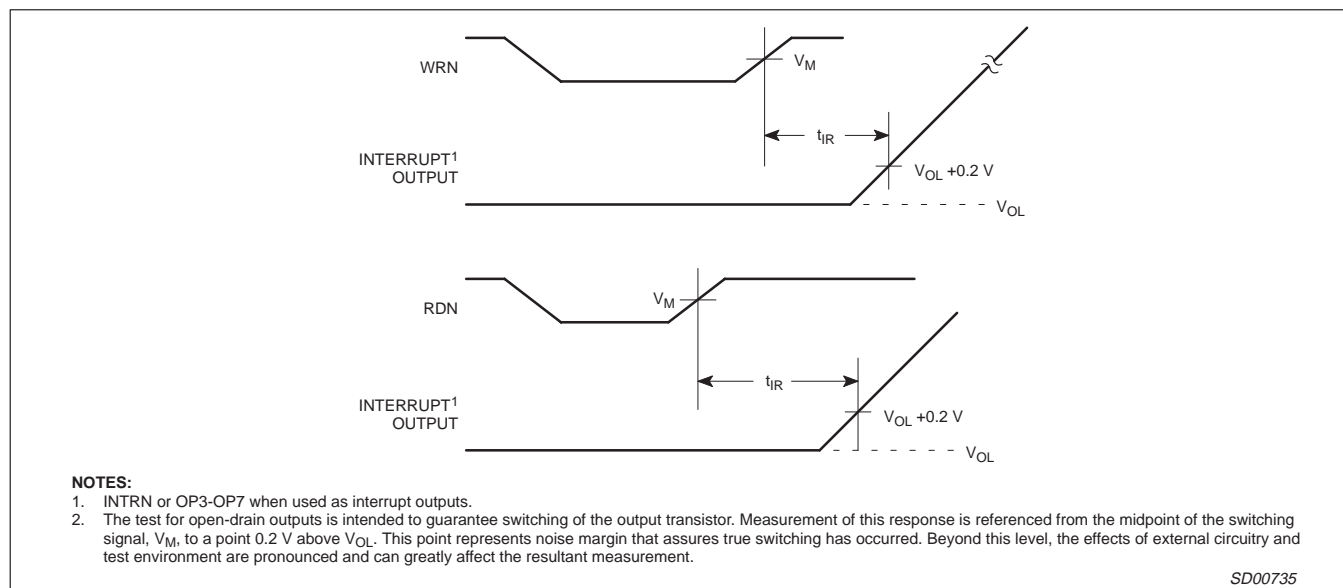 WRN
VM
tIR
INTERRUPT1
OUTPUT
VOL +0.2 V
VOL
RDN
VM
tIR
INTERRUPT1
OUTPUT
VOL +0.2 V
VOL
NOTES:
1. INTRN or OP3-OP7 when used as interrupt outputs.
2. The test for open-drain outputs is intended to guarantee switching of the output transistor. Measurement of this response is referenced from the midpoint of the switching
signal, VM, to a point 0.2 V above VOL. This point represents noise margin that assures true switching has occurred. Beyond this level, the effects of external circuitry and
test environment are pronounced and can greatly affect the resultant measurement.
SD00735